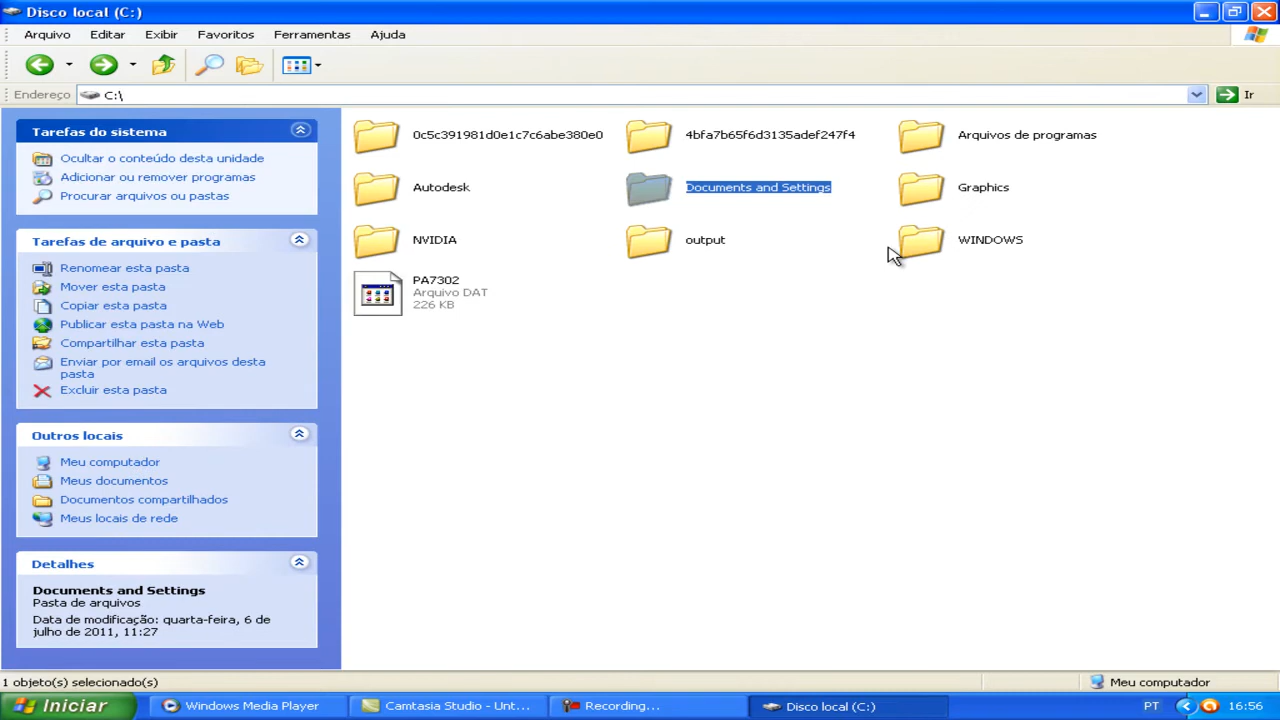 Disco local (C:)
Arquivo Editar Exibir Favoritos Ferramentas Ajuda
Endereço C:\ Ir
Tarefas do sistema
Ocultar o conteúdo desta unidade
Adicionar ou remover programas
Procurar arquivos ou pastas
Tarefas de arquivo e pasta
Renomear esta pasta
Mover esta pasta
Copiar esta pasta
Publicar esta pasta na Web
Compartilhar esta pasta
Enviar por email os arquivos desta
pasta
Excluir esta pasta
Outros locais
Meu computador
Meus documentos
Documentos compartilhados
Meus locais de rede
Detalhes
Documents and Settings
Pasta de arquivos
Data de modificação: quarta-feira, 6 de
julho de 2011, 11:27
0c5c391981d0e1c7c6abe380e0 4bfa7b65f6d3135adef247f4 Arquivos de programas
Autodesk Documents and Settings Graphics
NVIDIA output WINDOWS
PA7302
Arquivo DAT
226 KB
1 objeto(s) selecionado(s) Meu computador
Iniciar Windows Media Player Camtasia Studio - Unt... Recording... Disco local (C:) PT 16:56